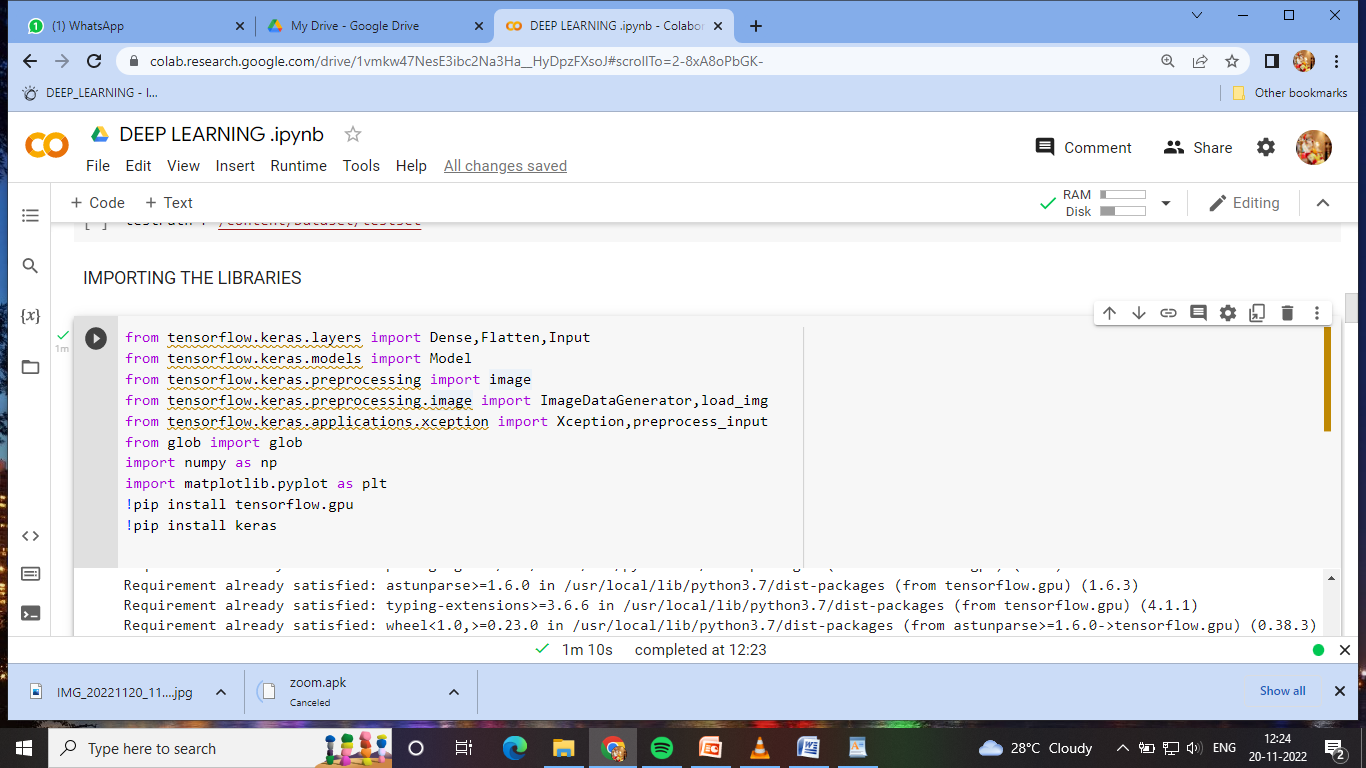 (1) WhatsApp
My Drive - Google Drive
DEEP LEARNING .ipynb - Colabor
colab.research.google.com/drive/1vmkw47NesE3ibc2Na3Ha__HyDpzFXsoJ#scrollTo=2-8xA8oPbGK-
DEEP_LEARNING - I...
Other bookmarks
DEEP LEARNING .ipynb
Comment
Share
File Edit View Insert Runtime Tools Help All changes saved
+ Code + Text
RAM
Disk
Editing
[ ] testPath : /content/Dataset/testset
IMPORTING THE LIBRARIES
{x}
1m
from tensorflow.keras.layers import Dense,Flatten,Input
from tensorflow.keras.models import Model
from tensorflow.keras.preprocessing import image
from tensorflow.keras.preprocessing.image import ImageDataGenerator,load_img
from tensorflow.keras.applications.xception import Xception,preprocess_input
from glob import glob
import numpy as np
import matplotlib.pyplot as plt
!pip install tensorflow.gpu
!pip install keras
Requirement already satisfied: astunparse>=1.6.0 in /usr/local/lib/python3.7/dist-packages (from tensorflow.gpu) (1.6.3)
Requirement already satisfied: typing-extensions>=3.6.6 in /usr/local/lib/python3.7/dist-packages (from tensorflow.gpu) (4.1.1)
Requirement already satisfied: wheel<1.0,>=0.23.0 in /usr/local/lib/python3.7/dist-packages (from astunparse>=1.6.0->tensorflow.gpu) (0.38.3)
1m 10s completed at 12:23
IMG_20221120_11....jpg
zoom.apk
Canceled
Show all
Type here to search
28°C Cloudy
ENG
12:24
20-11-2022
2